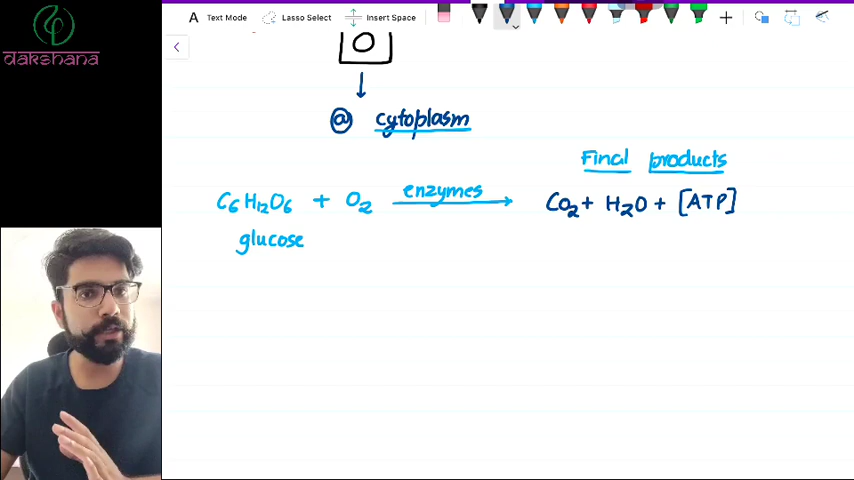 A Text Mode Lasso Select Insert Space
dakshana
@ cytoplasm
Final products
C6H12O6 + O2 enzymes CO2 + H2O + [ATP]
glucose